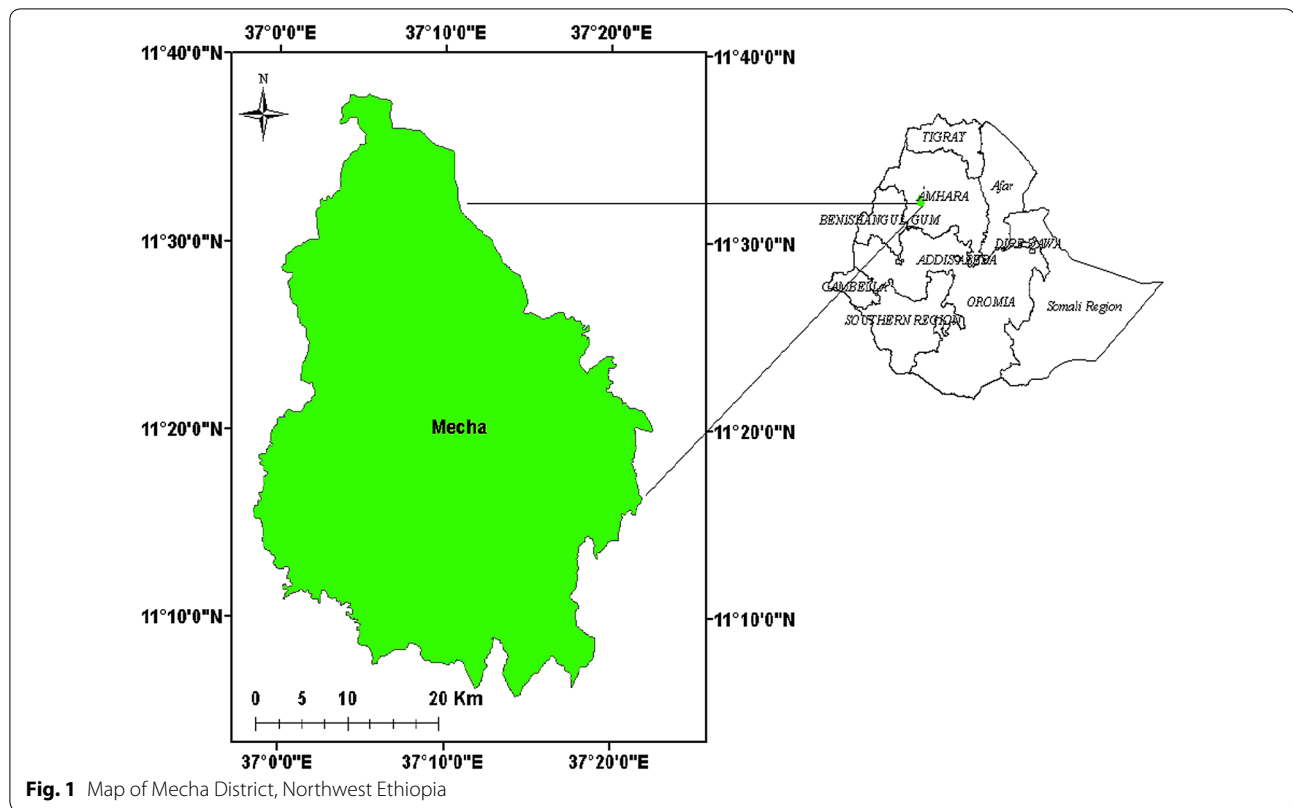 37°0'0"E 37°10'0"E 37°20'0"E
11°40'0"N
11°40'0"N
N
11°30'0"N
11°30'0"N
11°20'0"N
11°20'0"N
11°10'0"N
11°10'0"N
Mecha
0 5 10 20 Km
37°0'0"E 37°10'0"E 37°20'0"E
TIGRAY
Afar
AMHARA
BENISHANGUL GUM
DIRE DAWA
ADDIS ABEBA
GAMBELLA
OROMIA
Somali Region
SOUTHERN REGION
Fig. 1 Map of Mecha District, Northwest Ethiopia